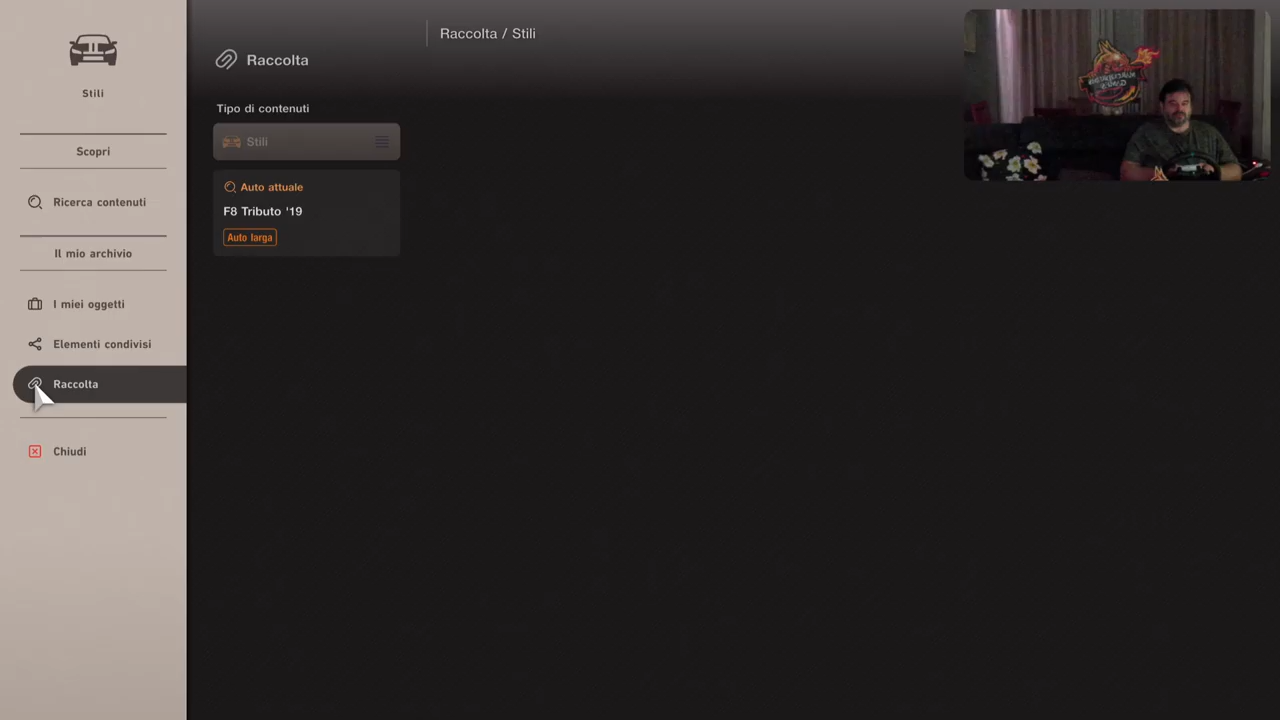 Stili
Scopri
Ricerca contenuti
Il mio archivio
I miei oggetti
Elementi condivisi
Raccolta
Chiudi
Raccolta
Raccolta / Stili
Tipo di contenuti
Stili
Auto attuale
F8 Tributo '19
Auto larga